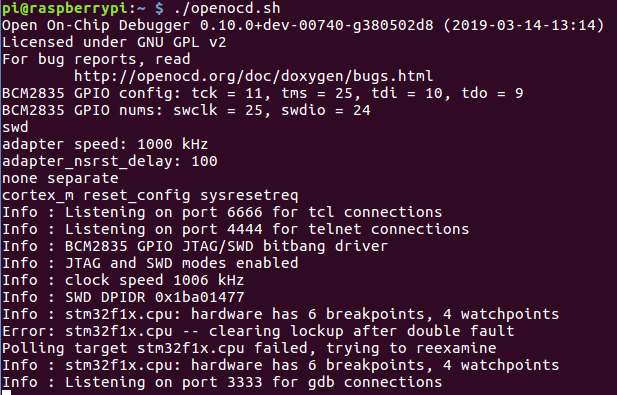 pi@raspberrypi:~ $ ./openocd.sh
Open On-Chip Debugger 0.10.0+dev-00740-g380502d8 (2019-03-14-13:14)
Licensed under GNU GPL v2
For bug reports, read
        http://openocd.org/doc/doxygen/bugs.html
BCM2835 GPIO config: tck = 11, tms = 25, tdi = 10, tdo = 9
BCM2835 GPIO nums: swclk = 25, swdio = 24
swd
adapter speed: 1000 kHz
adapter_nsrst_delay: 100
none separate
cortex_m reset_config sysresetreq
Info : Listening on port 6666 for tcl connections
Info : Listening on port 4444 for telnet connections
Info : BCM2835 GPIO JTAG/SWD bitbang driver
Info : JTAG and SWD modes enabled
Info : clock speed 1006 kHz
Info : SWD DPIDR 0x1ba01477
Info : stm32f1x.cpu: hardware has 6 breakpoints, 4 watchpoints
Error: stm32f1x.cpu -- clearing lockup after double fault
Polling target stm32f1x.cpu failed, trying to reexamine
Info : stm32f1x.cpu: hardware has 6 breakpoints, 4 watchpoints
Info : Listening on port 3333 for gdb connections